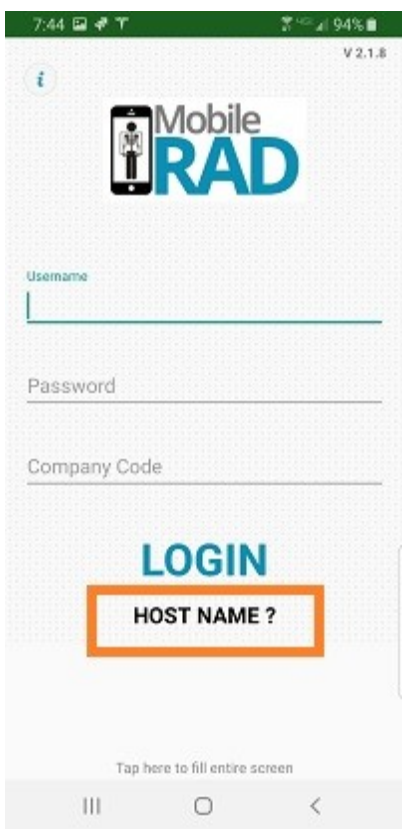 7:44 94%
V 2.1.8
i
Mobile
RAD
Username
Password
Company Code
LOGIN
HOST NAME ?
Tap here to fill entire screen